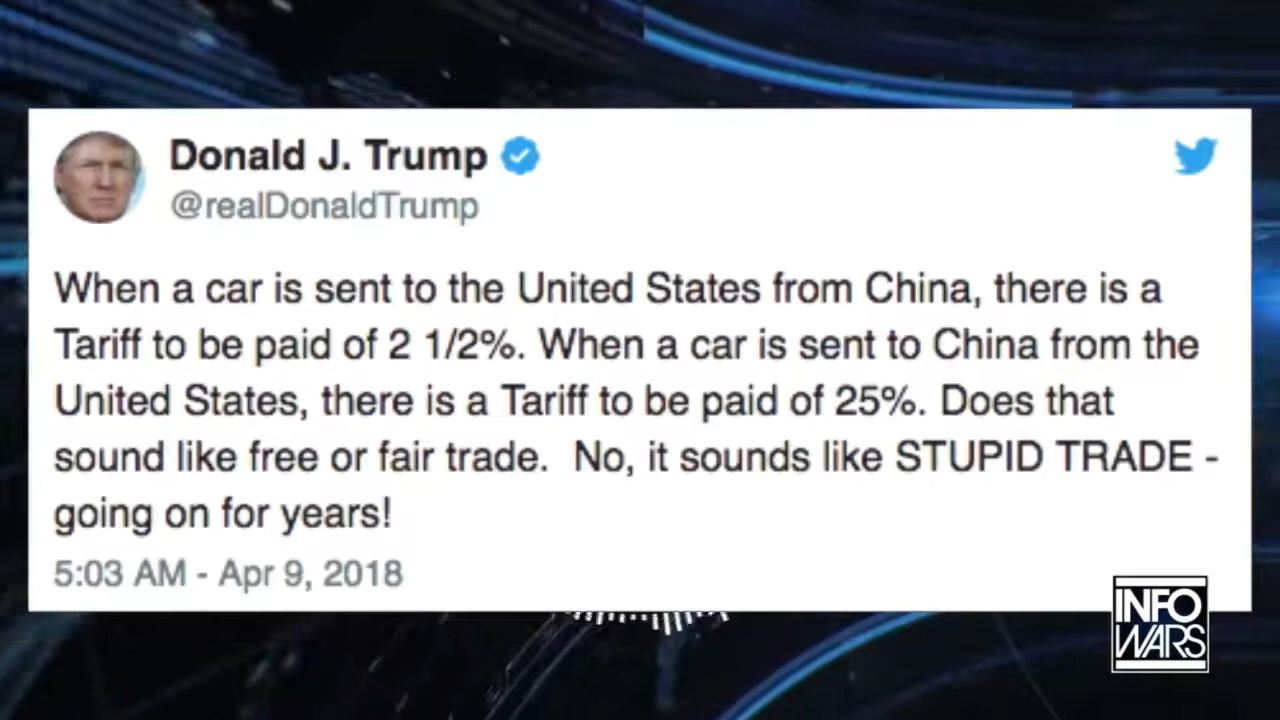 Donald J. Trump
@realDonaldTrump
When a car is sent to the United States from China, there is a
Tariff to be paid of 2 1/2%. When a car is sent to China from the
United States, there is a Tariff to be paid of 25%. Does that
sound like free or fair trade.  No, it sounds like STUPID TRADE -
going on for years!
5:03 AM - Apr 9, 2018
INFO
WARS